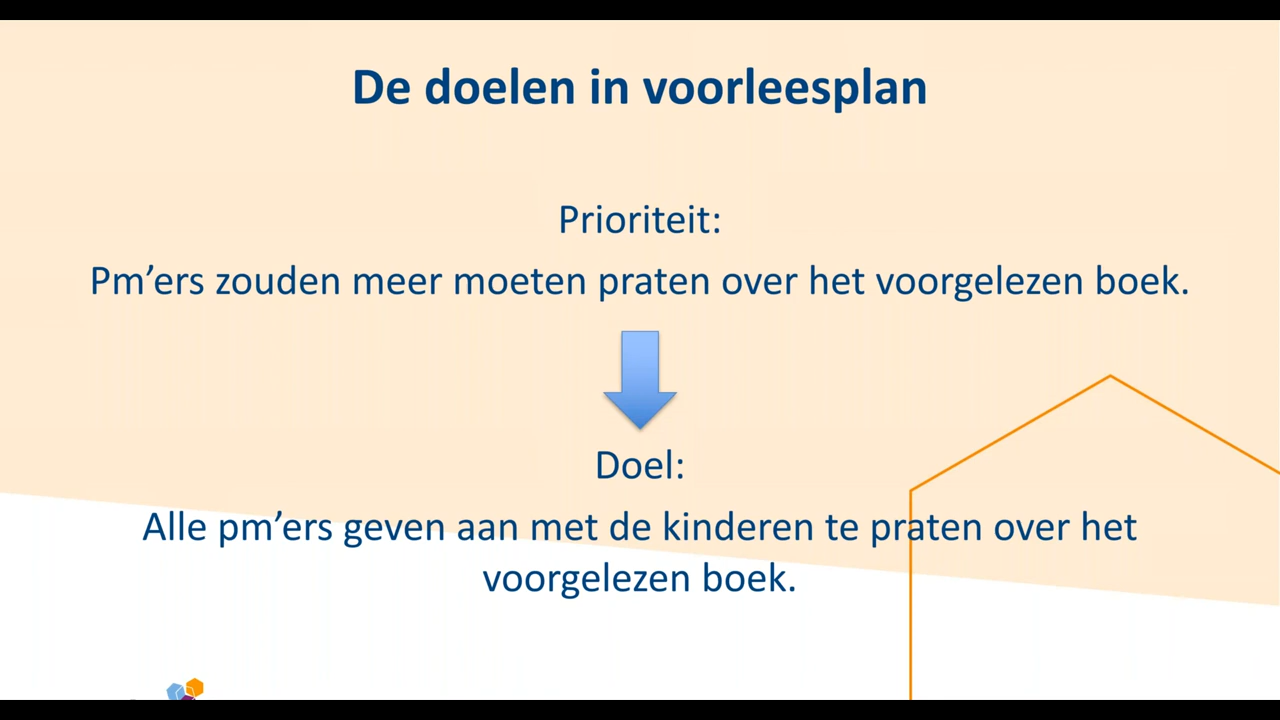 De doelen in voorleesplan
Prioriteit:
Pm’ers zouden meer moeten praten over het voorgelezen boek.
Doel:
Alle pm’ers geven aan met de kinderen te praten over het
voorgelezen boek.